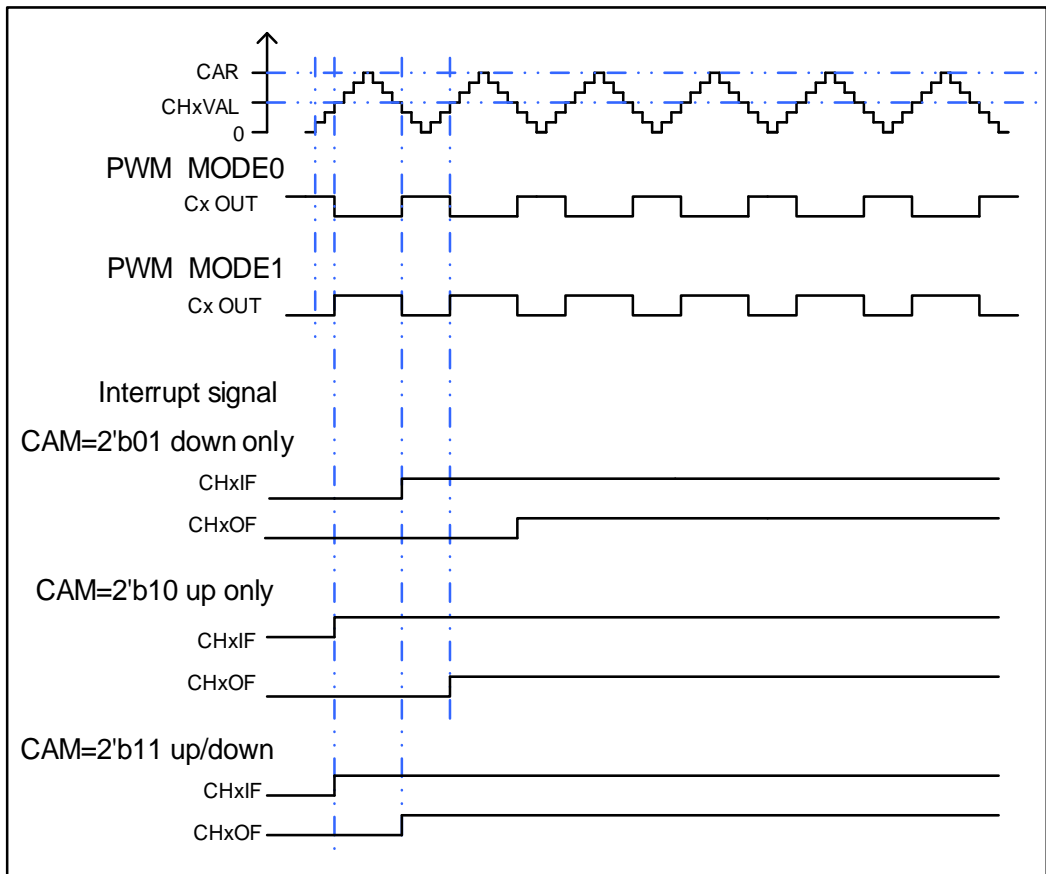 CAR
CHxVAL
0
PWM MODE0
Cx OUT
PWM MODE1
Cx OUT
Interrupt signal
CAM=2'b01 down only
CHxIF
CHxOF
CAM=2'b10 up only
CHxIF
CHxOF
CAM=2'b11 up/down
CHxIF
CHxOF